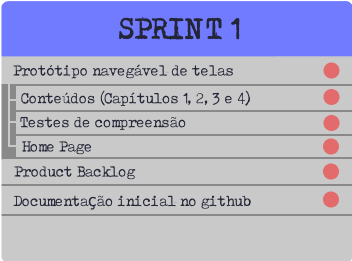 SPRINT 1
Protótipo navegável de telas
Conteúdos (Capítulos 1, 2, 3 e 4)
Testes de compreensão
Home Page
Product Backlog
Documentação inicial no github